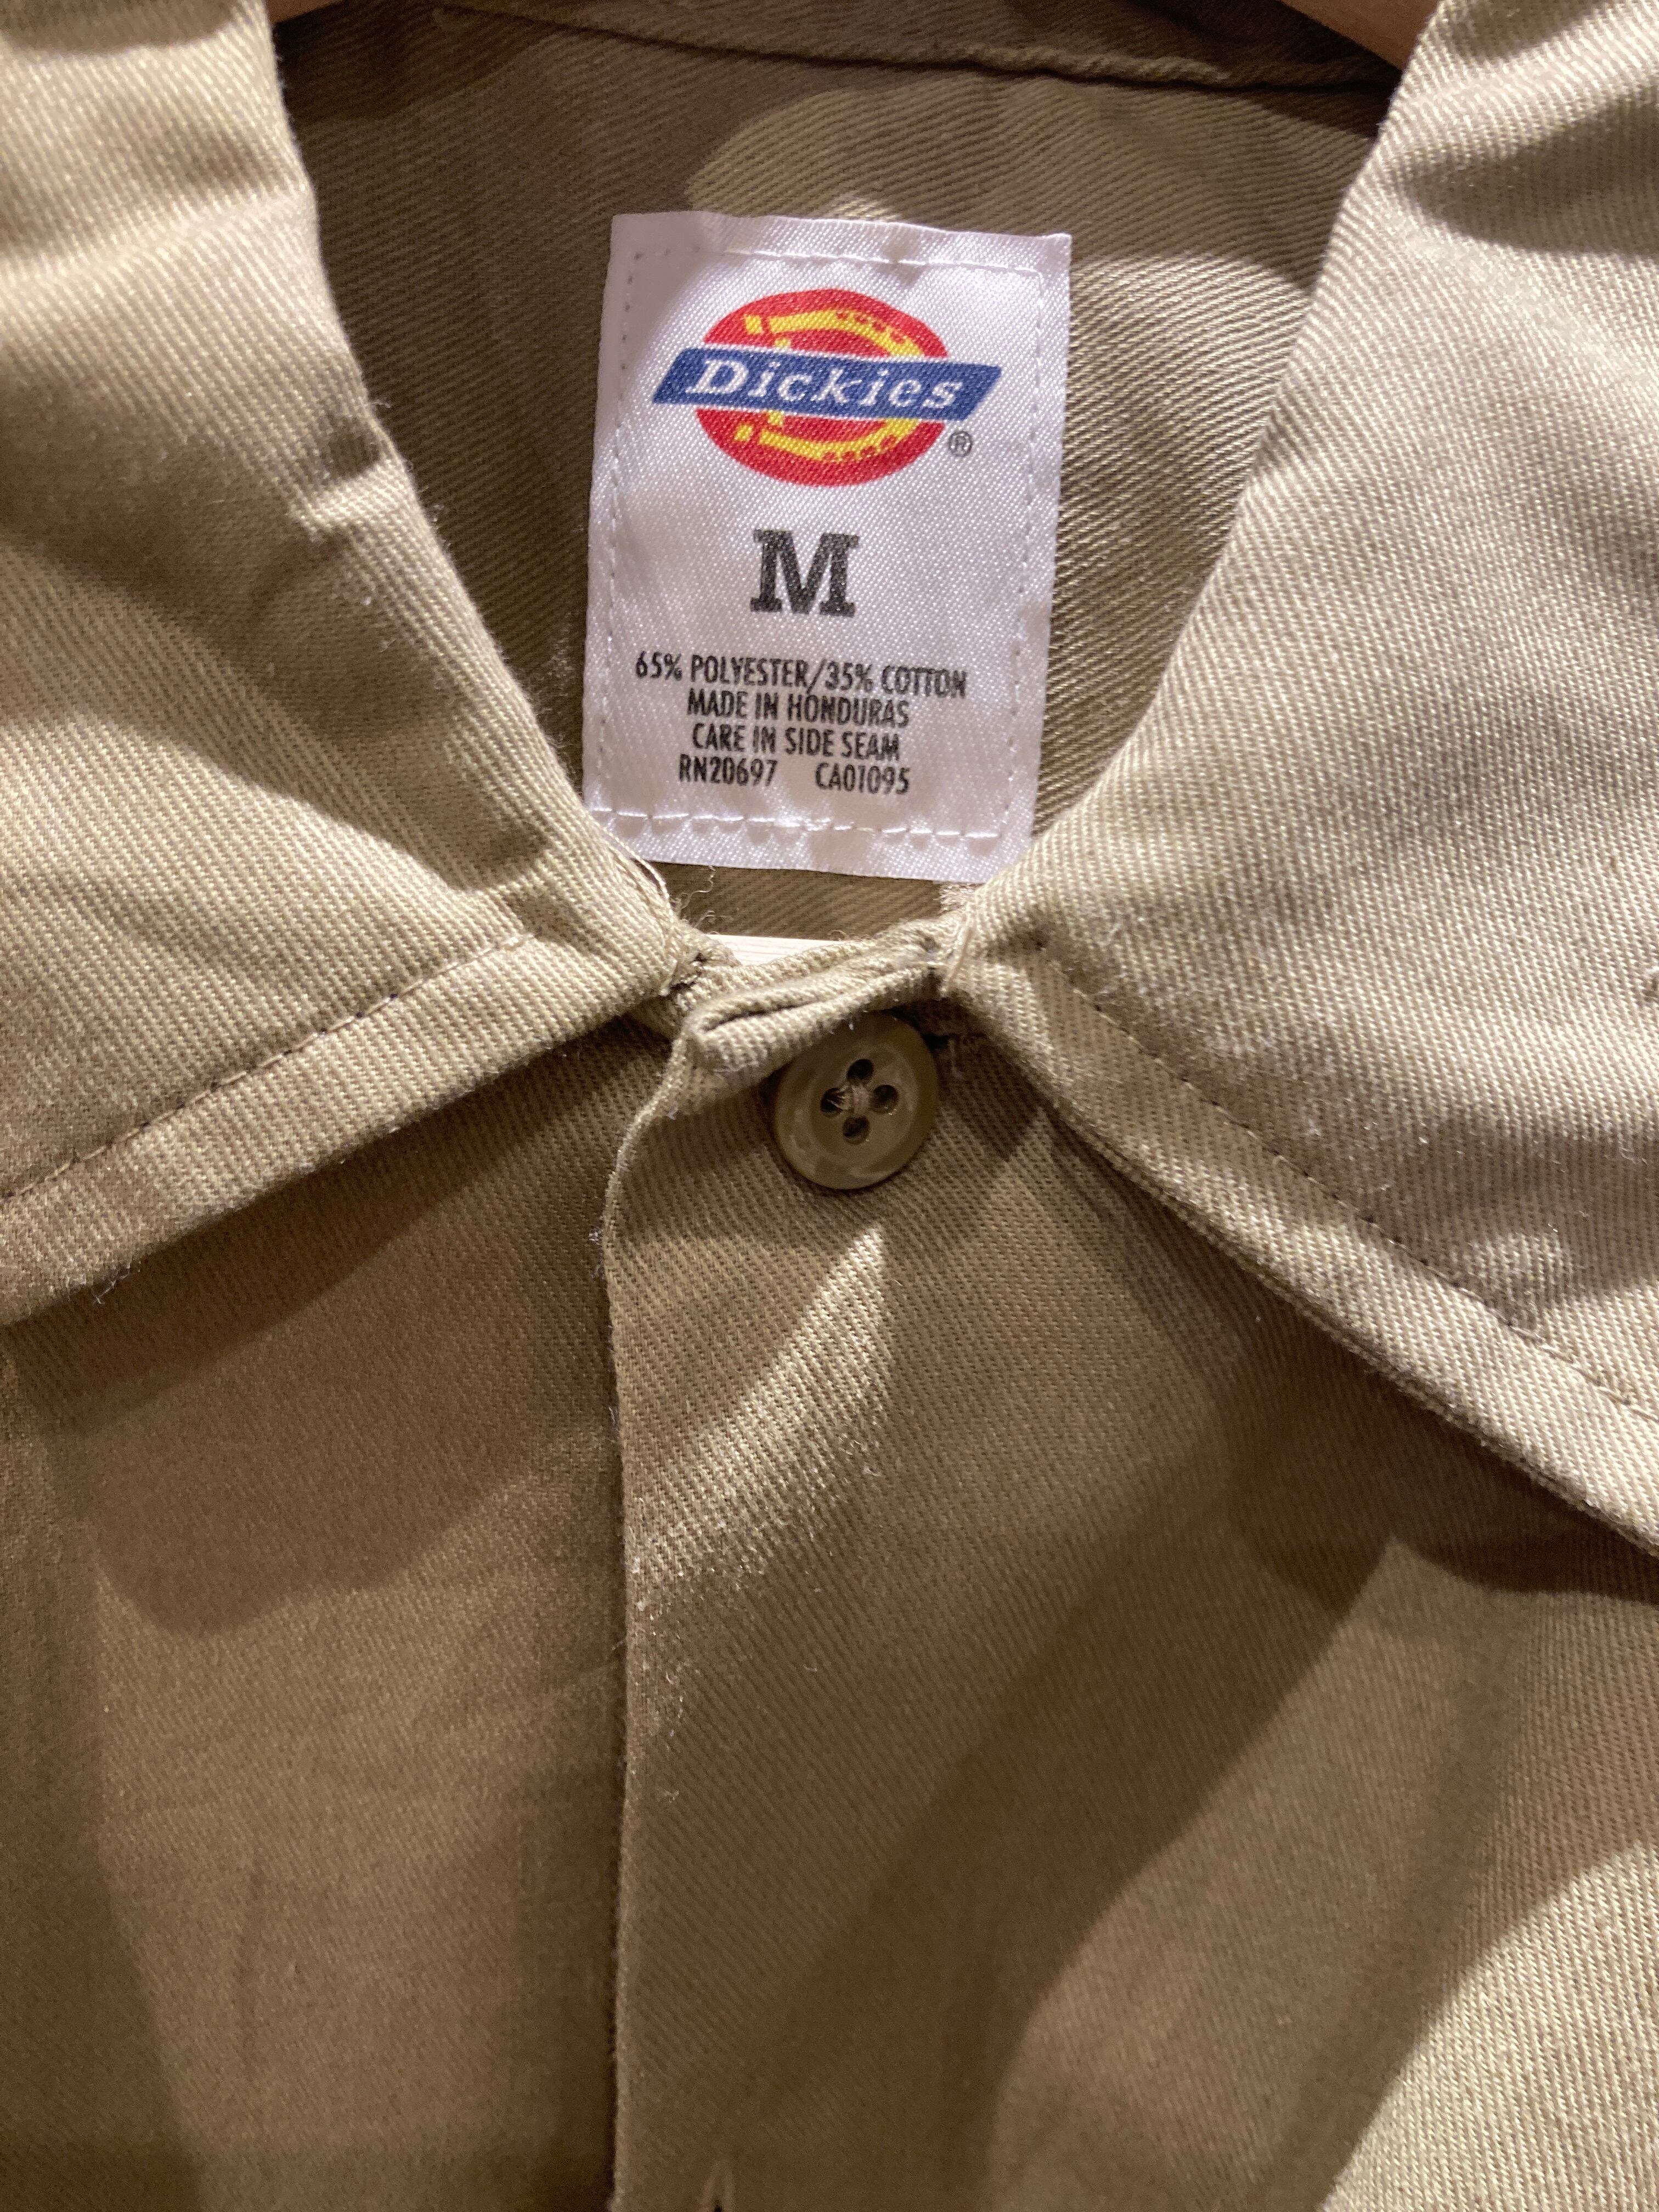 Dickies
®
M
65% POLYESTER/35% COTTON
MADE IN HONDURAS
CARE IN SIDE SEAM
RN20697 CA01095